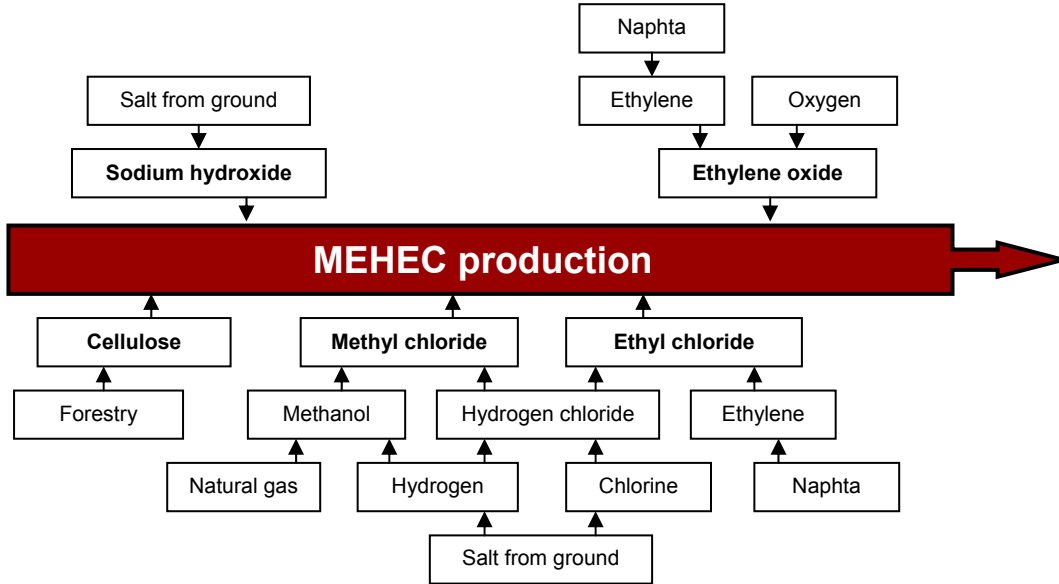 Naphta
Salt from ground
Ethylene
Oxygen
Sodium hydroxide
Ethylene oxide
MEHEC production
Cellulose
Methyl chloride
Ethyl chloride
Forestry
Methanol
Hydrogen chloride
Ethylene
Natural gas
Hydrogen
Chlorine
Naphta
Salt from ground